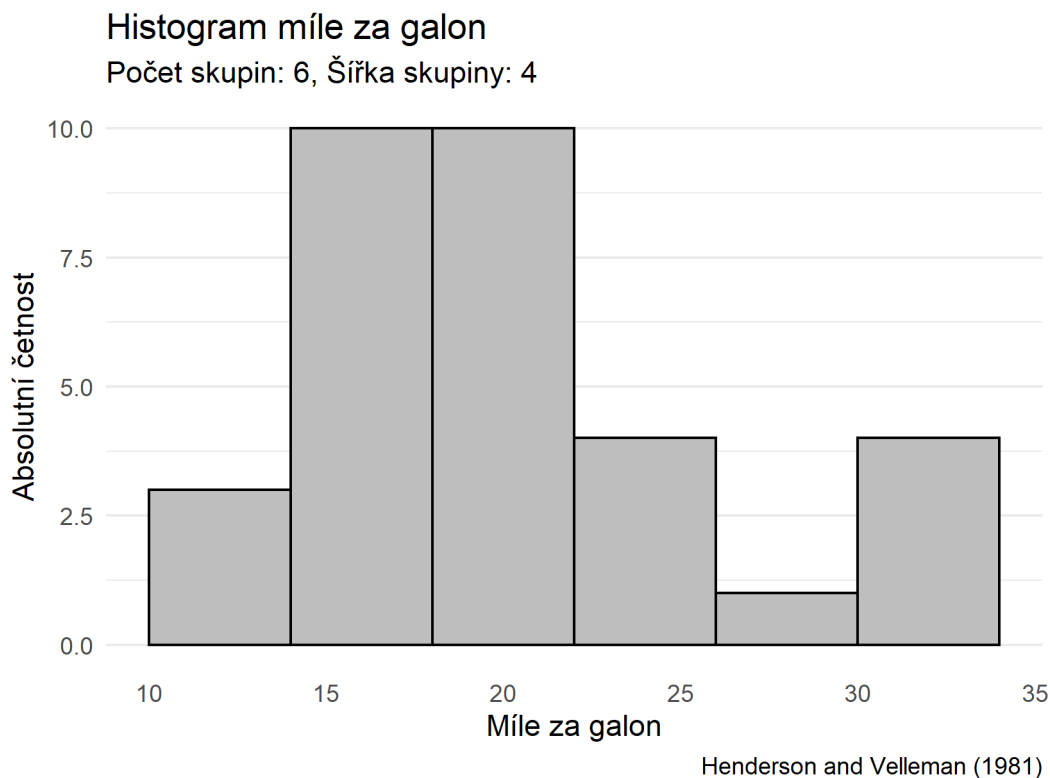 Histogram míle za galon
Počet skupin: 6, Šířka skupiny: 4
Absolutní četnost
10.0
7.5
5.0
2.5
0.0
10 15 20 25 30 35
Míle za galon
Henderson and Velleman (1981)